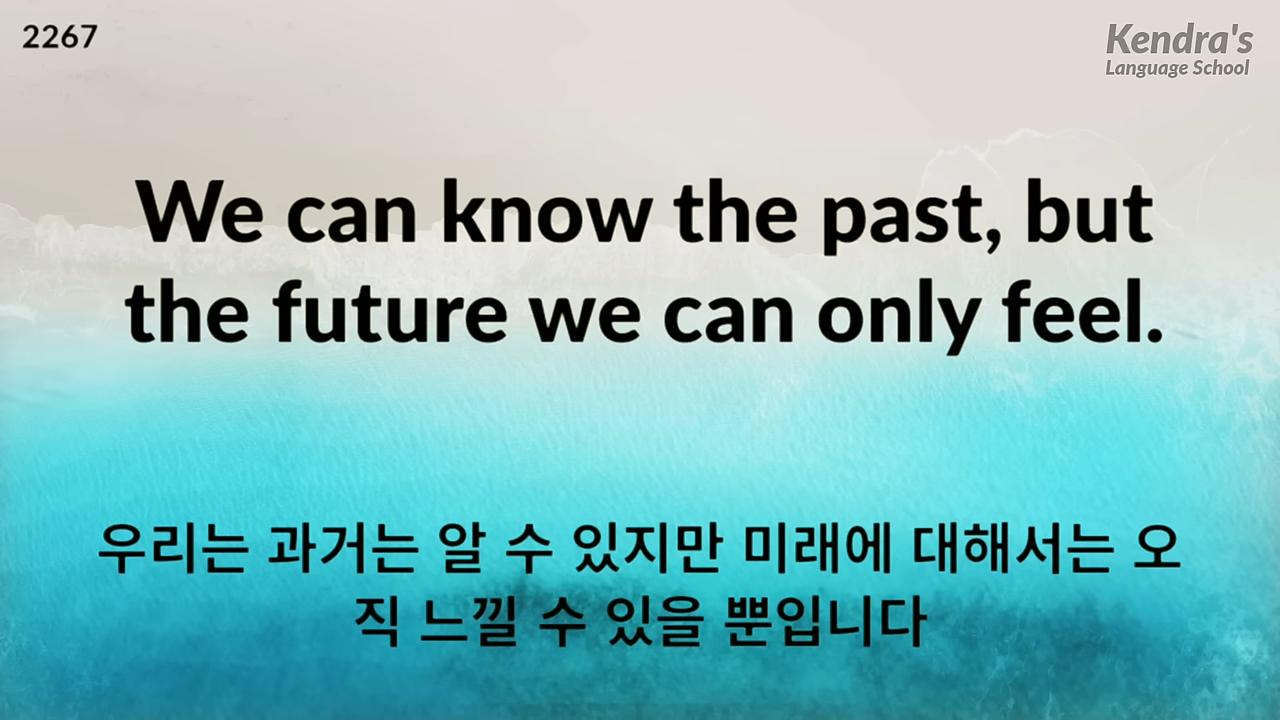 2267
Kendra's
Language School
We can know the past, but
the future we can only feel.
우리는 과거는 알 수 있지만 미래에 대해서는 오
직 느낄 수 있을 뿐입니다